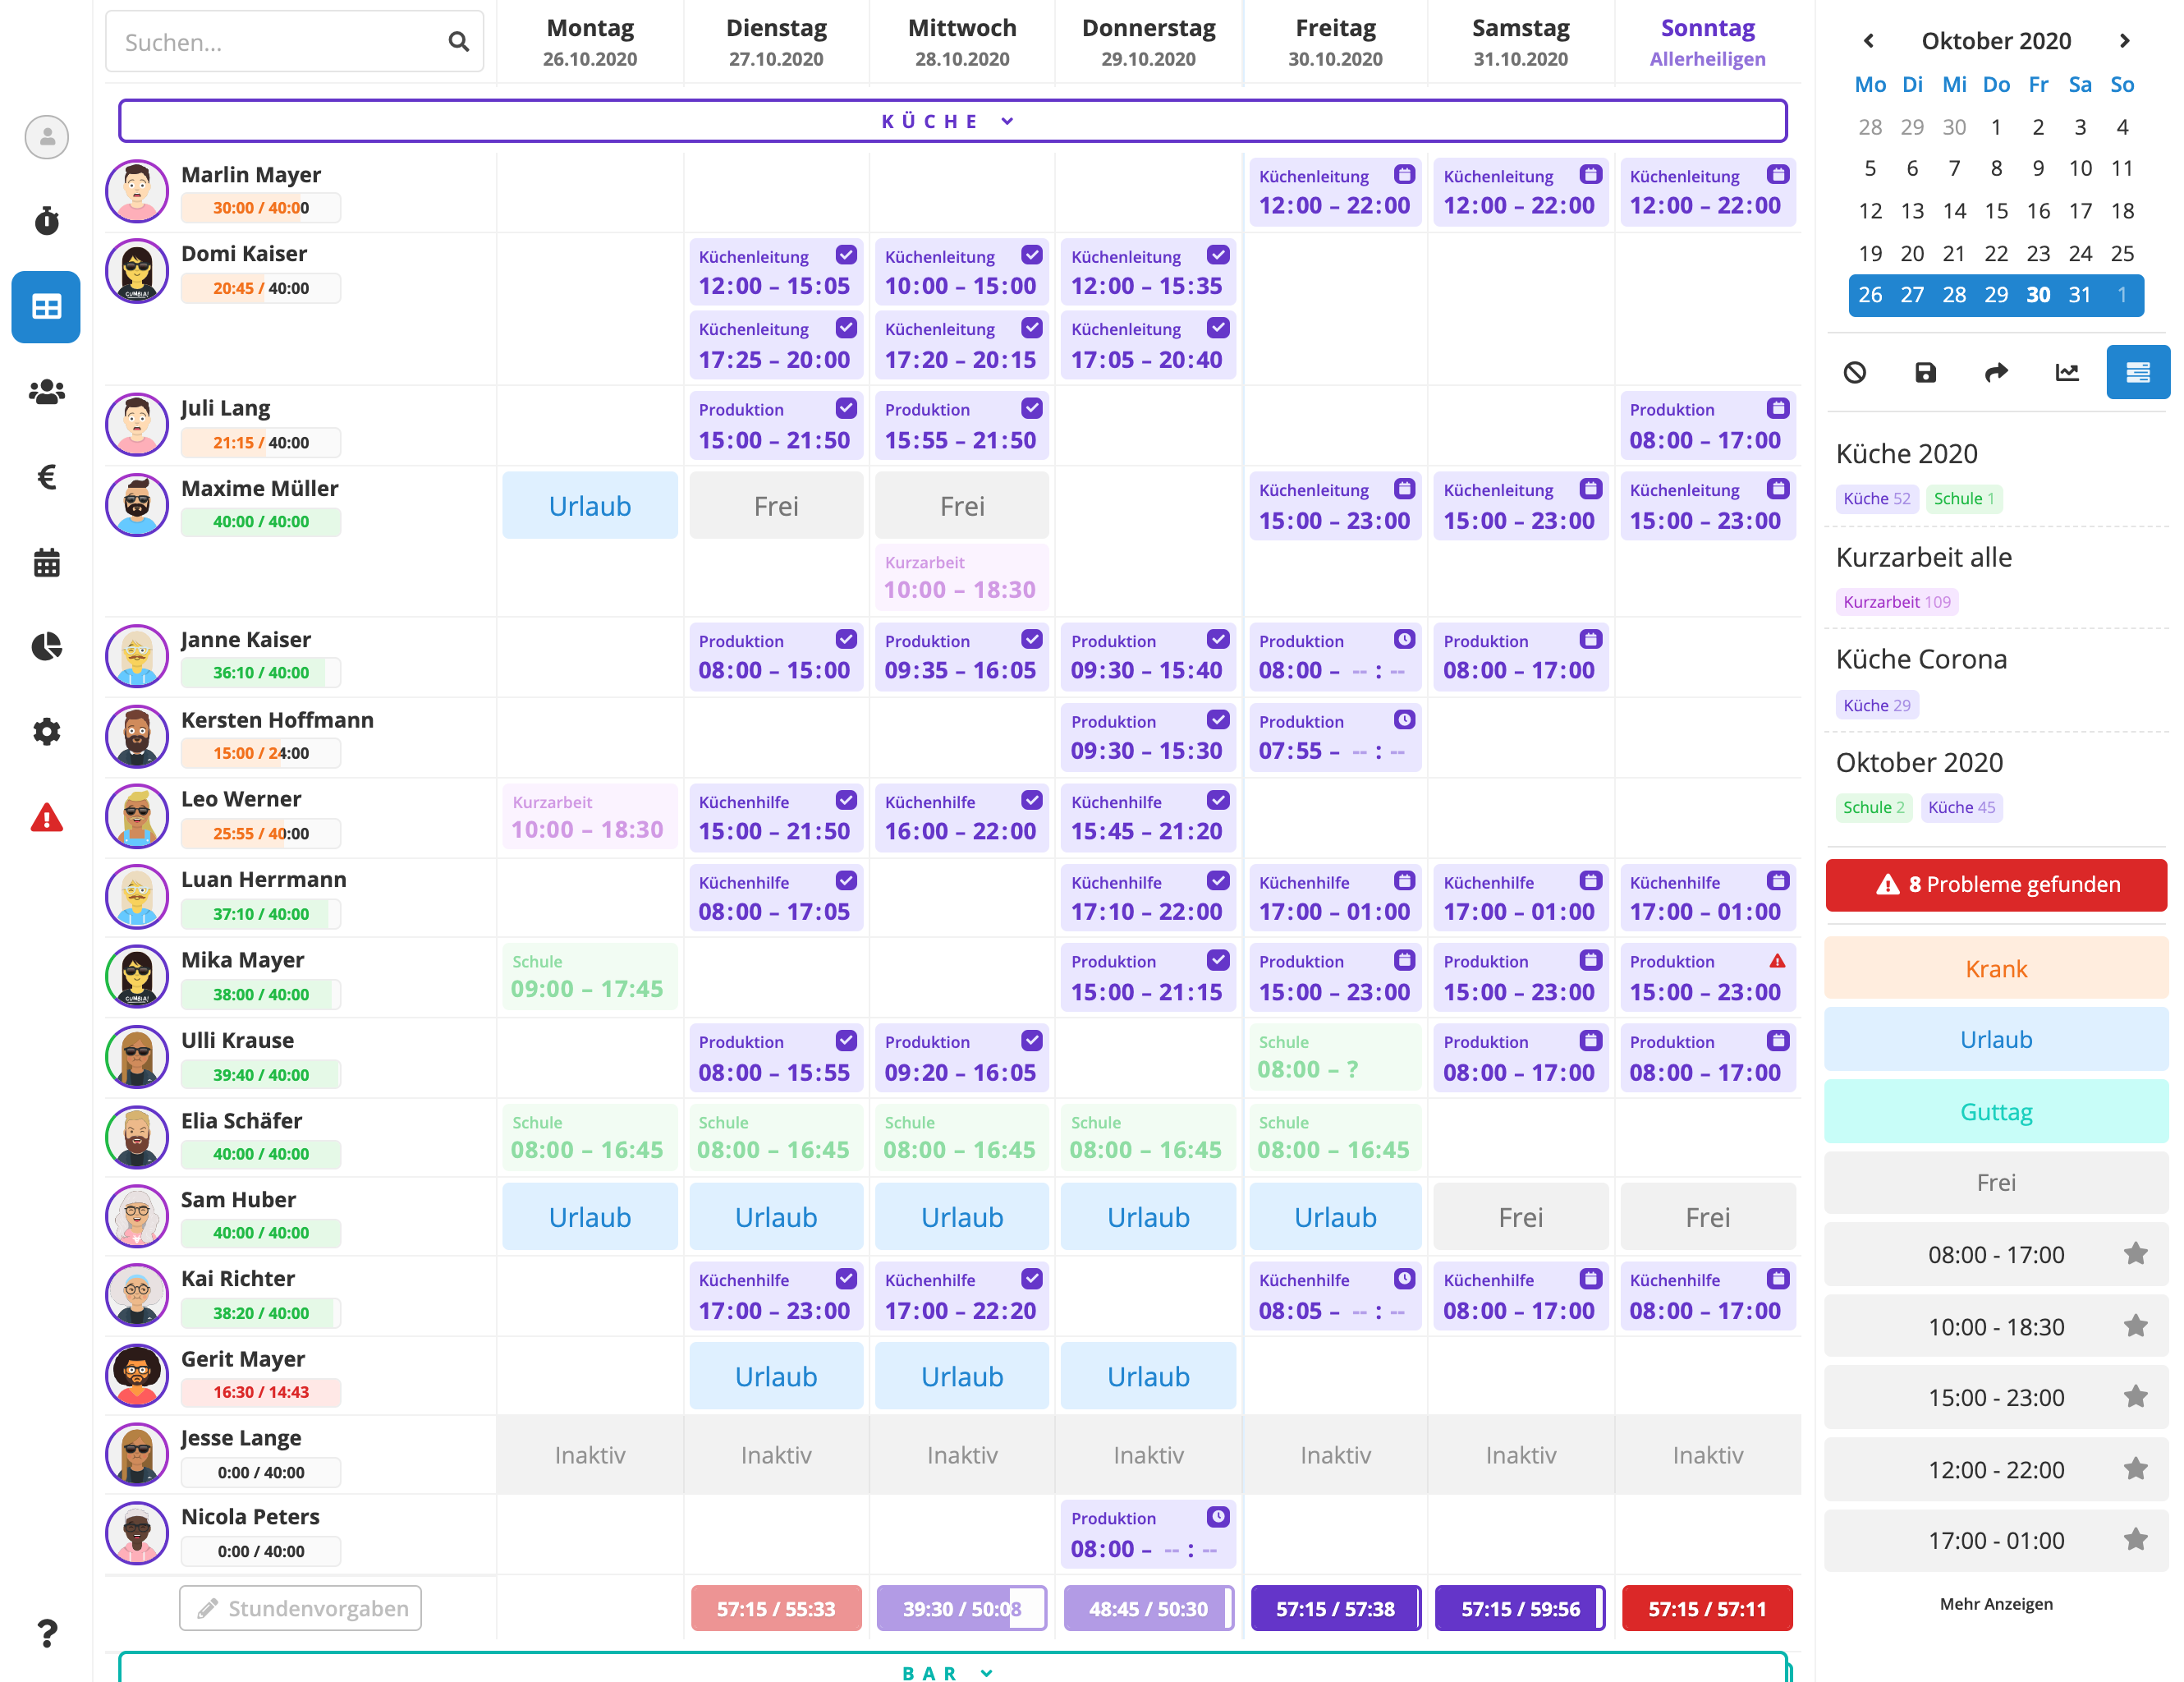 Suchen...
Montag
26.10.2020
Dienstag
27.10.2020
Mittwoch
28.10.2020
Donnerstag
29.10.2020
Freitag
30.10.2020
Samstag
31.10.2020
Sonntag
Allerheiligen
KÜCHE
Marlin Mayer
30:00 / 40:00
Küchenleitung
12:00 – 22:00
Küchenleitung
12:00 – 22:00
Küchenleitung
12:00 – 22:00
Domi Kaiser
20:45 / 40:00
Küchenleitung
12:00 – 15:05
Küchenleitung
10:00 – 15:00
Küchenleitung
12:00 – 15:35
Küchenleitung
17:25 – 20:00
Küchenleitung
17:20 – 20:15
Küchenleitung
17:05 – 20:40
Juli Lang
21:15 / 40:00
Produktion
15:00 – 21:50
Produktion
15:55 – 21:50
Produktion
08:00 – 17:00
Maxime Müller
40:00 / 40:00
Urlaub
Frei
Frei
Küchenleitung
15:00 – 23:00
Küchenleitung
15:00 – 23:00
Küchenleitung
15:00 – 23:00
Kurzarbeit
10:00 – 18:30
Janne Kaiser
36:10 / 40:00
Produktion
08:00 – 15:00
Produktion
09:35 – 16:05
Produktion
09:30 – 15:40
Produktion
08:00 – -- : --
Produktion
08:00 – 17:00
Kersten Hoffmann
15:00 / 24:00
Produktion
09:30 – 15:30
Produktion
07:55 – -- : --
Leo Werner
25:55 / 40:00
Kurzarbeit
10:00 – 18:30
Küchenhilfe
15:00 – 21:50
Küchenhilfe
16:00 – 22:00
Küchenhilfe
15:45 – 21:20
Luan Herrmann
37:10 / 40:00
Küchenhilfe
08:00 – 17:05
Küchenhilfe
17:10 – 22:00
Küchenhilfe
17:00 – 01:00
Küchenhilfe
17:00 – 01:00
Küchenhilfe
17:00 – 01:00
Mika Mayer
38:00 / 40:00
Schule
09:00 – 17:45
Produktion
15:00 – 21:15
Produktion
15:00 – 23:00
Produktion
15:00 – 23:00
Produktion
15:00 – 23:00
Ulli Krause
39:40 / 40:00
Produktion
08:00 – 15:55
Produktion
09:20 – 16:05
Schule
08:00 – ?
Produktion
08:00 – 17:00
Produktion
08:00 – 17:00
Elia Schäfer
40:00 / 40:00
Schule
08:00 – 16:45
Schule
08:00 – 16:45
Schule
08:00 – 16:45
Schule
08:00 – 16:45
Schule
08:00 – 16:45
Sam Huber
40:00 / 40:00
Urlaub
Urlaub
Urlaub
Urlaub
Urlaub
Frei
Frei
Kai Richter
38:20 / 40:00
Küchenhilfe
17:00 – 23:00
Küchenhilfe
17:00 – 22:20
Küchenhilfe
08:05 – -- : --
Küchenhilfe
08:00 – 17:00
Küchenhilfe
08:00 – 17:00
Gerit Mayer
16:30 / 14:43
Urlaub
Urlaub
Urlaub
Jesse Lange
0:00 / 40:00
Inaktiv
Inaktiv
Inaktiv
Inaktiv
Inaktiv
Inaktiv
Inaktiv
Nicola Peters
0:00 / 40:00
Produktion
08:00 – -- : --
Stundenvorgaben
57:15 / 55:33
39:30 / 50:08
48:45 / 50:30
57:15 / 57:38
57:15 / 59:56
57:15 / 57:11
BAR
Oktober 2020
Mo Di Mi Do Fr Sa So
28 29 30 1 2 3 4
5 6 7 8 9 10 11
12 13 14 15 16 17 18
19 20 21 22 23 24 25
26 27 28 29 30 31 1
Küche 2020
Küche 52 Schule 1
Kurzarbeit alle
Kurzarbeit 109
Küche Corona
Küche 29
Oktober 2020
Schule 2 Küche 45
8 Probleme gefunden
Krank
Urlaub
Guttag
Frei
08:00 - 17:00
10:00 - 18:30
15:00 - 23:00
12:00 - 22:00
17:00 - 01:00
Mehr Anzeigen